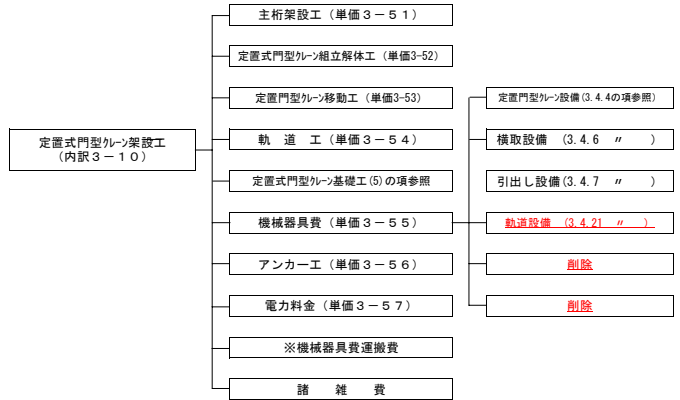 定置式門型ｸﾚｰﾝ架設工
(内訳３－１０)
主桁架設工 (単価３－５１)
定置式門型ｸﾚｰﾝ組立解体工 (単価3-52)
定置門型ｸﾚｰﾝ移動工 (単価3-53)
軌　道　工 (単価３－５４)
定置式門型ｸﾚｰﾝ基礎工(5)の項参照
機械器具費 (単価３－５５)
アンカー工 (単価３－５６)
電力料金 (単価３－５７)
※機械器具費運搬費
諸　雑　費
定置門型ｸﾚｰﾝ設備(3.4.4の項参照)
横取設備 (3.4.6 〃 )
引出し設備(3.4.7 〃 )
軌道設備 (3.4.21 〃 )
削除
削除